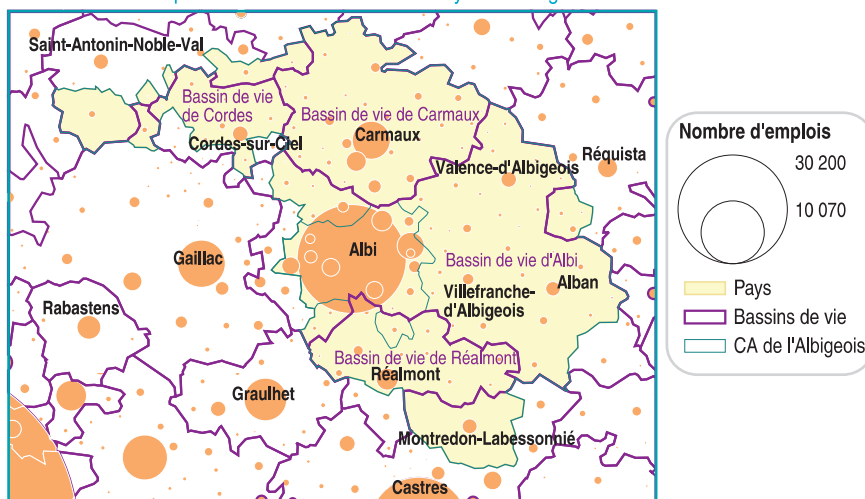 Saint-Antonin-Noble-Val
Bassin de vie
de Cordes
Bassin de vie de Carmaux
Carmaux
Cordes-sur-Ciel
Valence-d'Albigeois
Réquista
Albi
Gaillac
Bassin de vie d'Albi
Alban
Villefranche-
d'Albigeois
Rabastens
Bassin de vie de Réalmont
Réalmont
Graulhet
Montredon-Labessonnié
Castres
Nombre d'emplois
30 200
10 070
Pays
Bassins de vie
CA de l'Albigeois